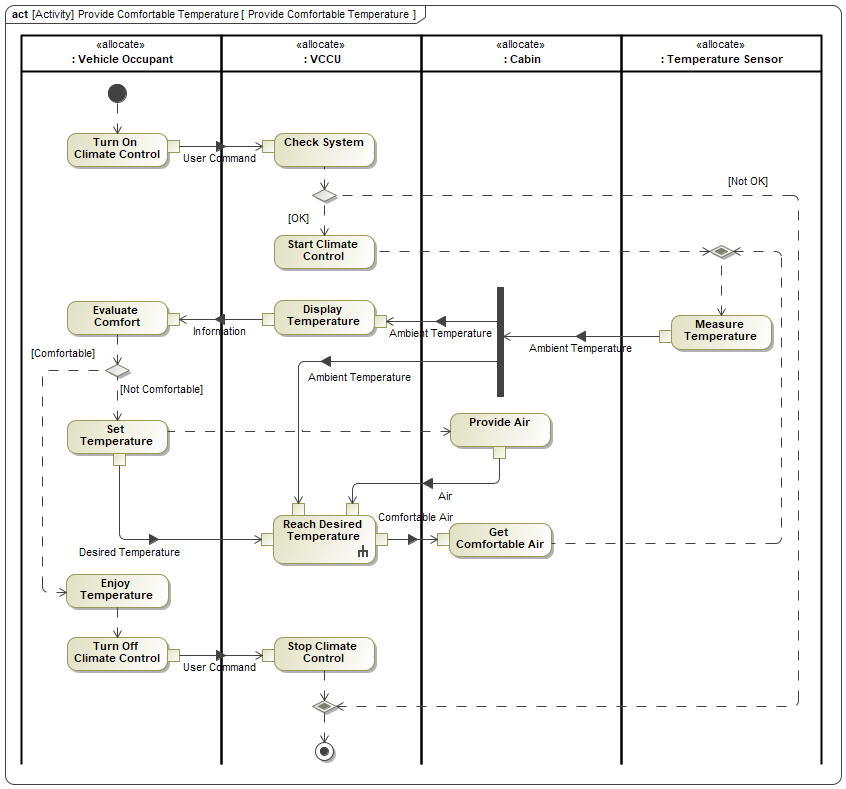 act [Activity] Provide Comfortable Temperature [ Provide Comfortable Temperature ]
«allocate»
: Vehicle Occupant
«allocate»
: VCCU
«allocate»
: Cabin
«allocate»
: Temperature Sensor
Turn On
Climate Control
User Command
Check System
[Not OK]
[OK]
Start Climate
Control
Evaluate
Comfort
Information
Display
Temperature
Ambient Temperature
Ambient Temperature
Measure
Temperature
[Comfortable]
Ambient Temperature
[Not Comfortable]
Set
Temperature
Provide Air
Air
Desired Temperature
Reach Desired
Temperature
Comfortable Air
Get
Comfortable Air
Enjoy
Temperature
Turn Off
Climate Control
User Command
Stop Climate
Control